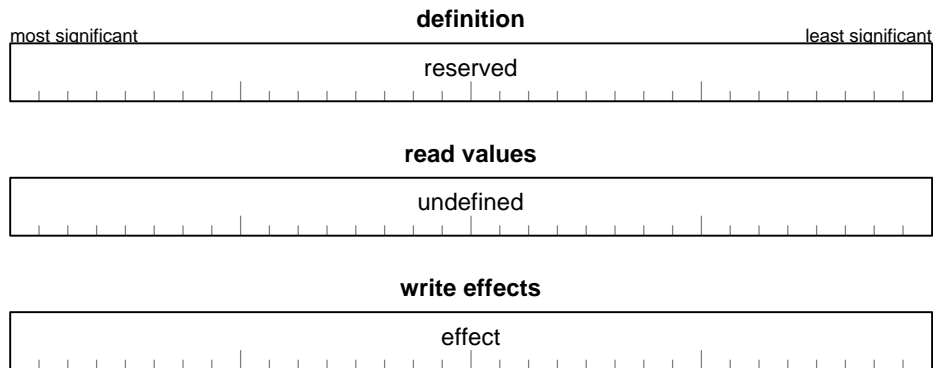 definition
most significant least significant
reserved
read values
undefined
write effects
effect